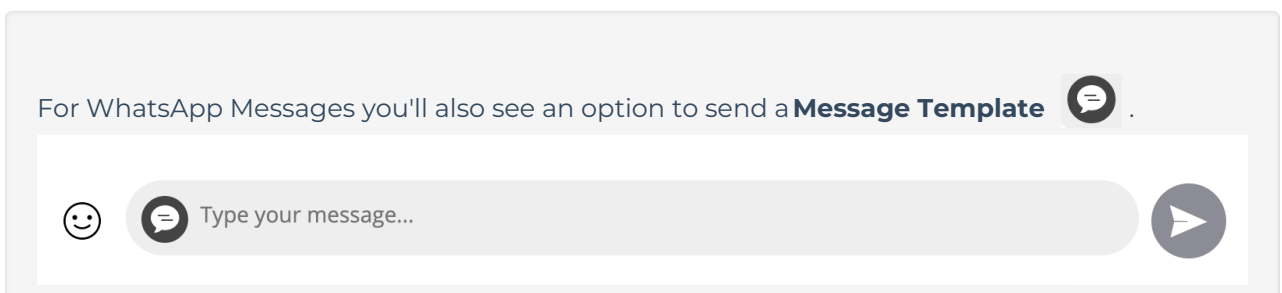 For WhatsApp Messages you'll also see an option to send a Message Template .
Type your message...